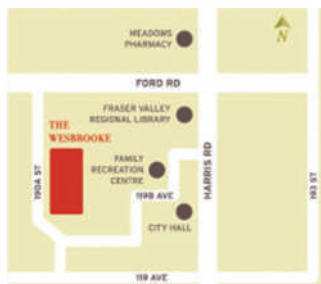 MEADOWS
PHARMACY
N
FORD RD
FRASER VALLEY
REGIONAL LIBRARY
THE
WESBROOKE
FAMILY
RECREATION
CENTRE
HARRIS RD
190A ST
193 ST
119B AVE
CITY HALL
119 AVE